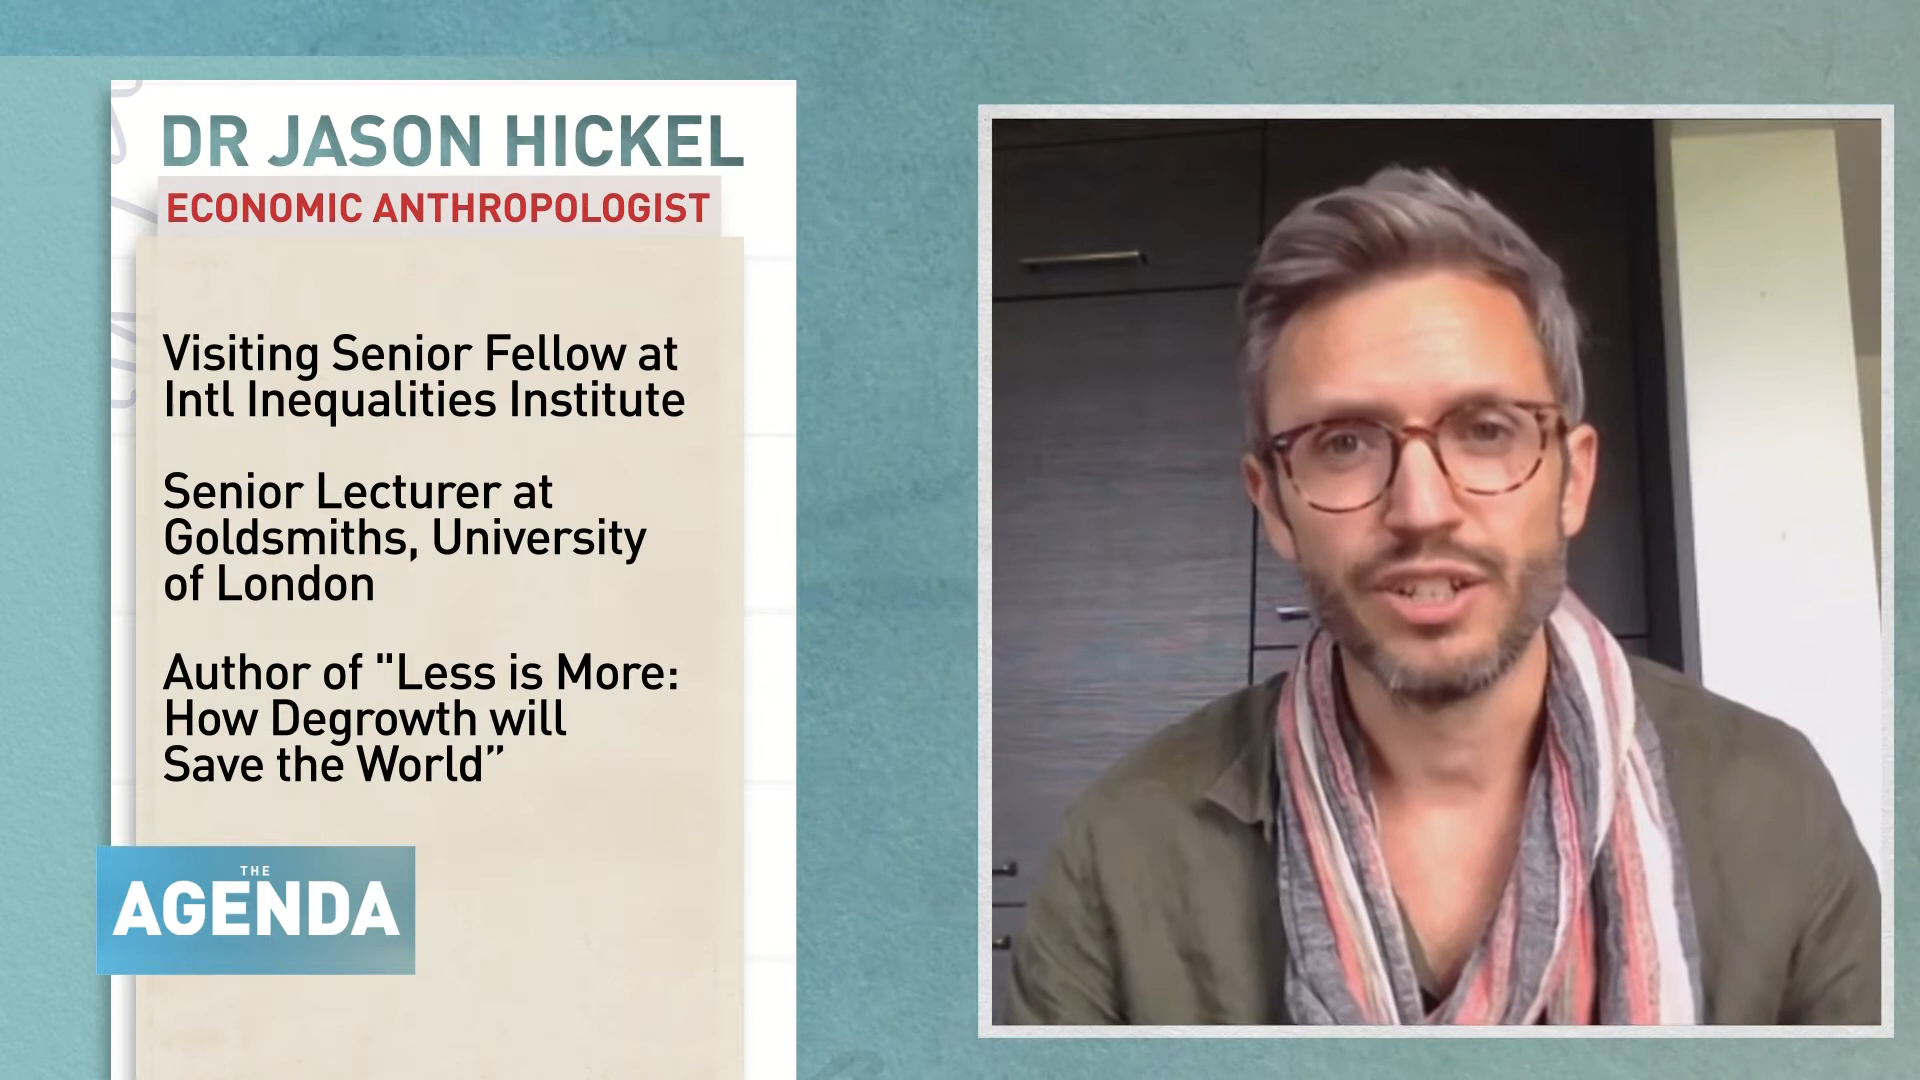 DR JASON HICKEL
ECONOMIC ANTHROPOLOGIST
Visiting Senior Fellow at
Intl Inequalities Institute
Senior Lecturer at
Goldsmiths, University
of London
Author of "Less is More:
How Degrowth will
Save the World”
THE
AGENDA